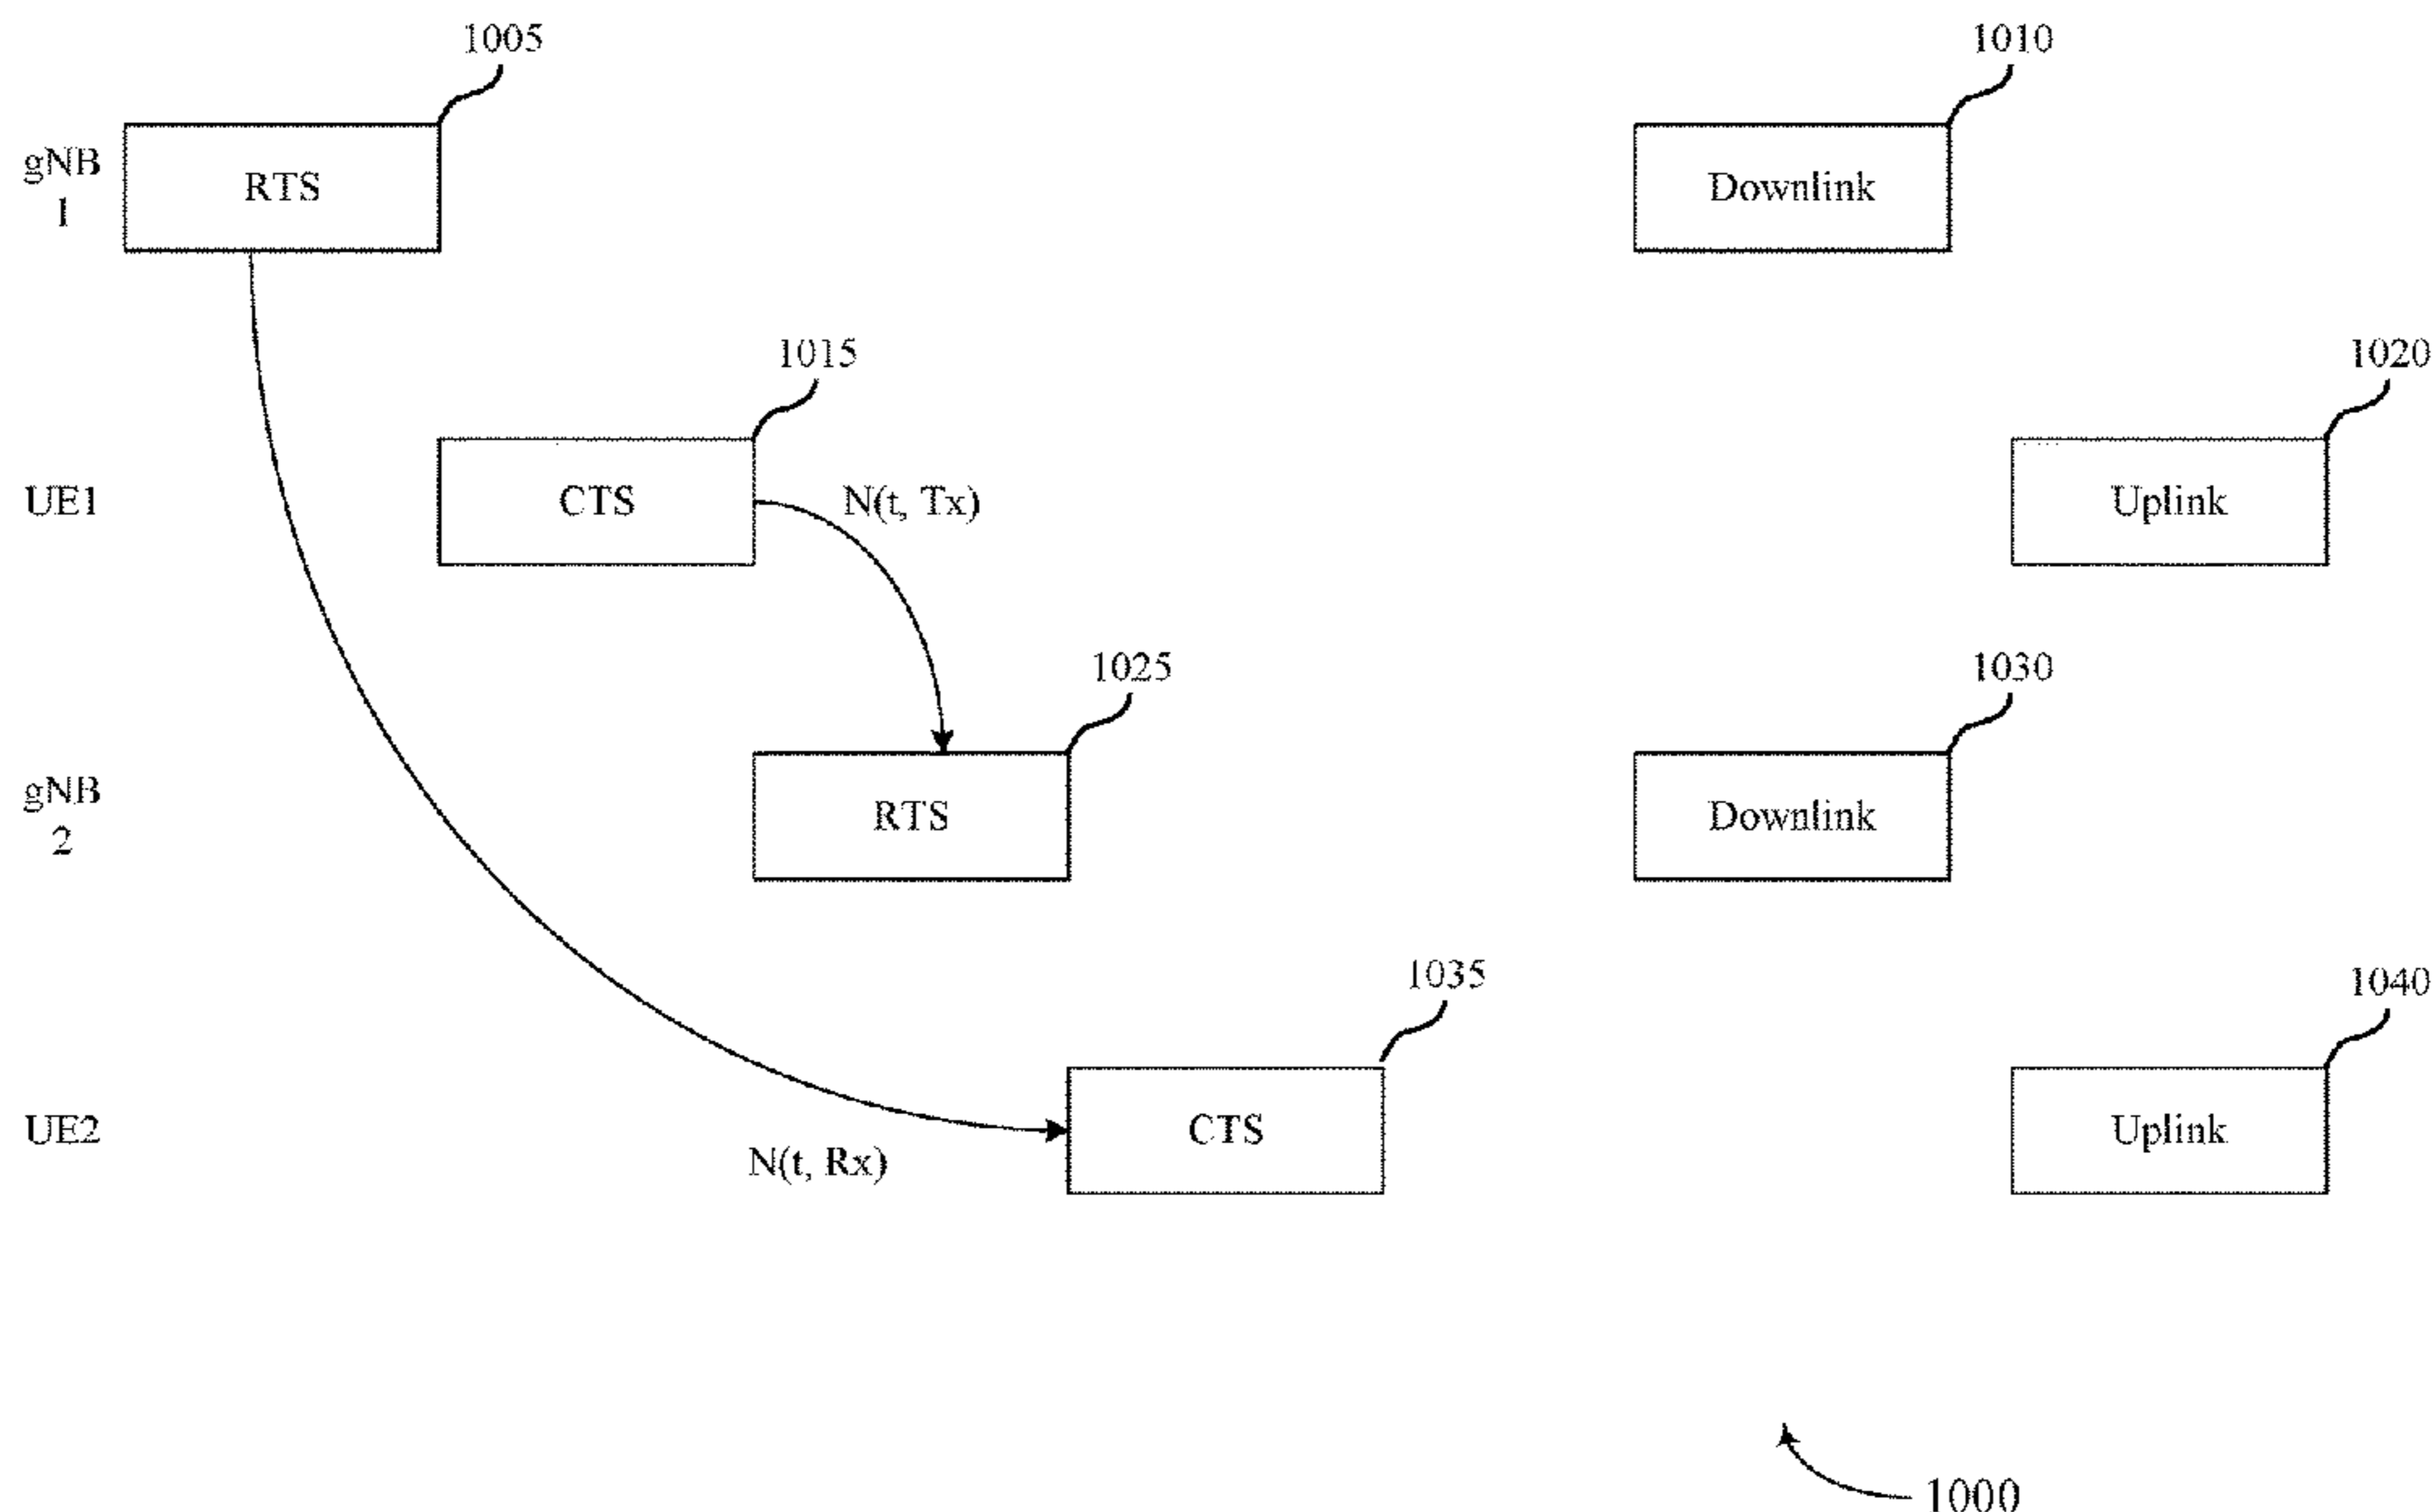 1005
1010
gNB
1
RTS
Downlink
1015
1020
UE1
CTS
N(t, Tx)
Uplink
1025
1030
gNB
2
RTS
Downlink
1035
1040
UE2
CTS
Uplink
N(t, Rx)
1000